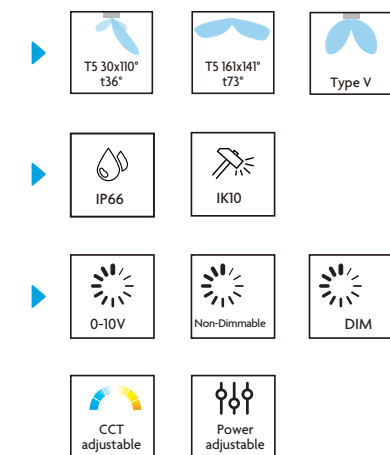 T5 30x110°
t36°
T5 161x141°
t73°
Type V
IP66
IK10
0-10V
Non-Dimmable
DIM
CCT
adjustable
Power
adjustable